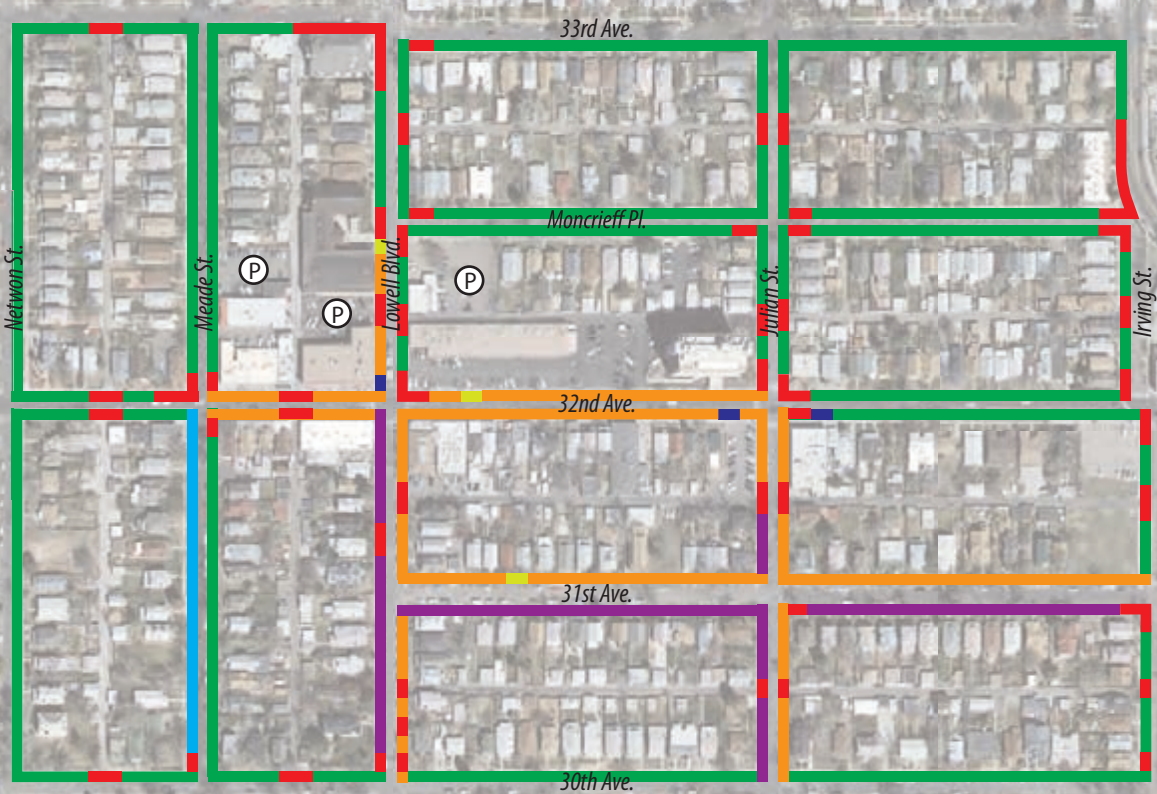 33rd Ave.
Moncrieff Pl.
Netwon St.
Meade St.
Lowell Blvd.
Julian St.
Irving St.
P
P
P
32nd Ave.
31st Ave.
30th Ave.